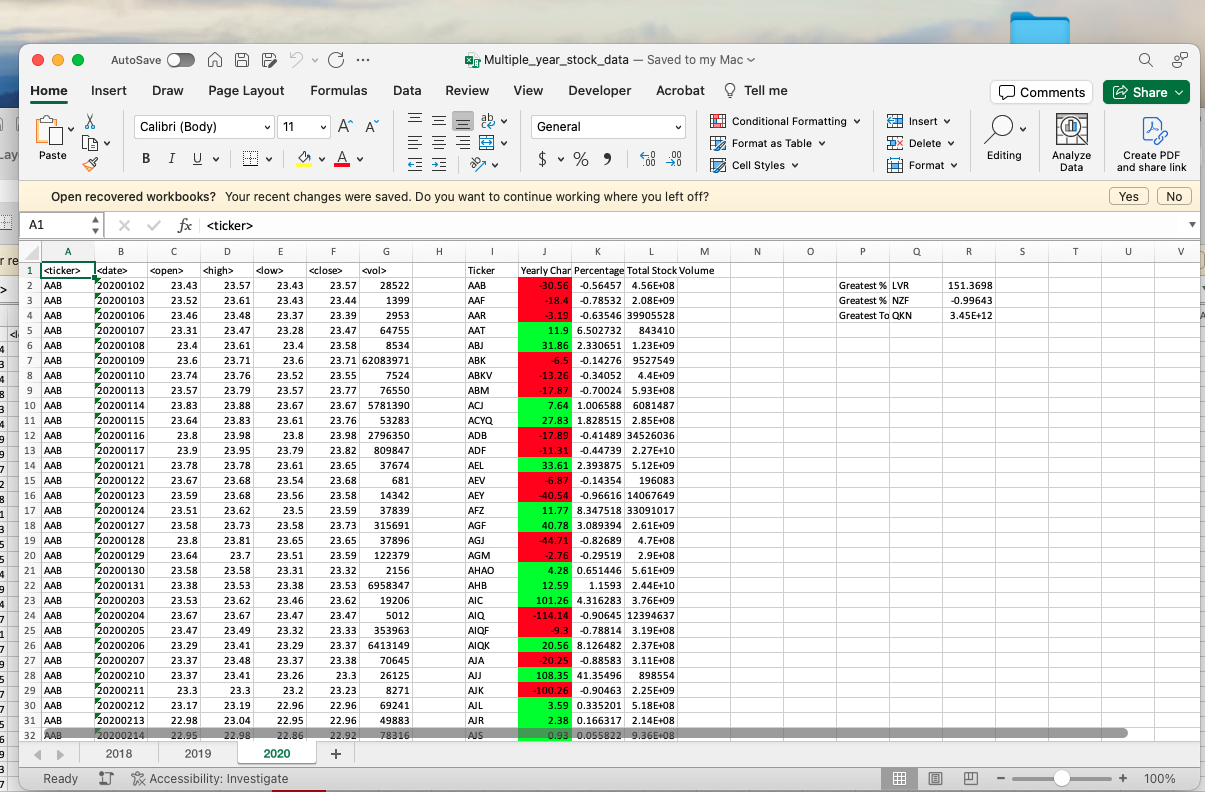 AutoSave Multiple_year_stock_data — Saved to my Mac
Home Insert Draw Page Layout Formulas Data Review View Developer Acrobat Tell me Comments Share
Paste Calibri (Body) 11 General Conditional Formatting Insert
B I U Format as Table Delete Editing Analyze Data Create PDF and share link
$ % Cell Styles Format
Open recovered workbooks? Your recent changes were saved. Do you want to continue working where you left off? Yes No
A1 fx <ticker>
A B C D E F G H I J K L M N O P Q R S T U V
1 <ticker> <date> <open> <high> <low> <close> <vol> Ticker Yearly Char Percentage Total Stock Volume
2 AAB 20200102 23.43 23.57 23.43 23.57 28522 AAB -30.56 -0.56457 4.56E+08 Greatest % LVR 151.3698
3 AAB 20200103 23.52 23.61 23.43 23.44 1399 AAF -18.4 -0.78532 2.08E+09 Greatest % NZF -0.99643
4 AAB 20200106 23.46 23.48 23.37 23.39 2953 AAR -3.19 -0.63546 39905528 Greatest To QKN 3.45E+12
5 AAB 20200107 23.31 23.47 23.28 23.47 64755 AAT 11.9 6.502732 843410
6 AAB 20200108 23.4 23.61 23.4 23.58 8534 ABJ 31.86 2.330651 1.23E+09
7 AAB 20200109 23.6 23.71 23.6 23.71 62083971 ABK -6.5 -0.14276 9527549
8 AAB 20200110 23.74 23.76 23.52 23.55 7524 ABKV -13.26 -0.34052 4.4E+09
9 AAB 20200113 23.57 23.79 23.57 23.77 76550 ABM -17.87 -0.70024 5.93E+08
10 AAB 20200114 23.83 23.88 23.67 23.67 5781390 ACJ 7.64 1.006588 6081487
11 AAB 20200115 23.64 23.83 23.61 23.76 53283 ACYQ 27.83 1.828515 2.85E+08
12 AAB 20200116 23.8 23.98 23.8 23.98 2796350 ADB -17.89 -0.41489 34526036
13 AAB 20200117 23.9 23.95 23.79 23.82 809847 ADF -11.31 -0.44739 2.27E+10
14 AAB 20200121 23.78 23.78 23.61 23.65 37674 AEL 33.61 2.393875 5.12E+09
15 AAB 20200122 23.67 23.68 23.54 23.68 681 AEV -6.87 -0.14354 196083
16 AAB 20200123 23.59 23.68 23.56 23.58 14342 AEY -40.54 -0.96616 14067649
17 AAB 20200124 23.51 23.62 23.5 23.59 37839 AFZ 11.77 8.347518 33091017
18 AAB 20200127 23.58 23.73 23.58 23.73 315691 AGF 40.78 3.089394 2.61E+09
19 AAB 20200128 23.8 23.81 23.65 23.65 37896 AGJ -44.71 -0.82689 4.7E+08
20 AAB 20200129 23.64 23.7 23.51 23.59 122379 AGM -2.76 -0.29519 2.9E+08
21 AAB 20200130 23.58 23.58 23.31 23.32 2156 AHAO 4.28 0.651446 5.61E+09
22 AAB 20200131 23.38 23.53 23.38 23.53 6958347 AHB 12.59 1.1593 2.44E+10
23 AAB 20200203 23.53 23.62 23.46 23.62 19206 AIC 101.26 4.316283 3.76E+09
24 AAB 20200204 23.67 23.67 23.47 23.47 5012 AIQ -114.14 -0.90645 12394637
25 AAB 20200205 23.47 23.49 23.32 23.33 353963 AIQF -9.3 -0.78814 3.19E+08
26 AAB 20200206 23.29 23.41 23.29 23.37 6413149 AIQK 20.56 8.126482 2.37E+08
27 AAB 20200207 23.37 23.48 23.37 23.38 70645 AJA -20.25 -0.88583 3.11E+08
28 AAB 20200210 23.37 23.41 23.26 23.3 26125 AJJ 108.35 41.35496 898554
29 AAB 20200211 23.3 23.3 23.2 23.23 8271 AJK -100.26 -0.90463 2.25E+09
30 AAB 20200212 23.17 23.19 22.96 22.96 69241 AJL 3.59 0.335201 5.18E+08
31 AAB 20200213 22.98 23.04 22.95 22.96 49883 AJR 2.38 0.166317 2.14E+08
32 AAB 20200214 22.95 22.98 22.86 22.92 78316 AJS 0.93 0.055822 9.36E+08
2018 2019 2020 +
Ready Accessibility: Investigate 100%